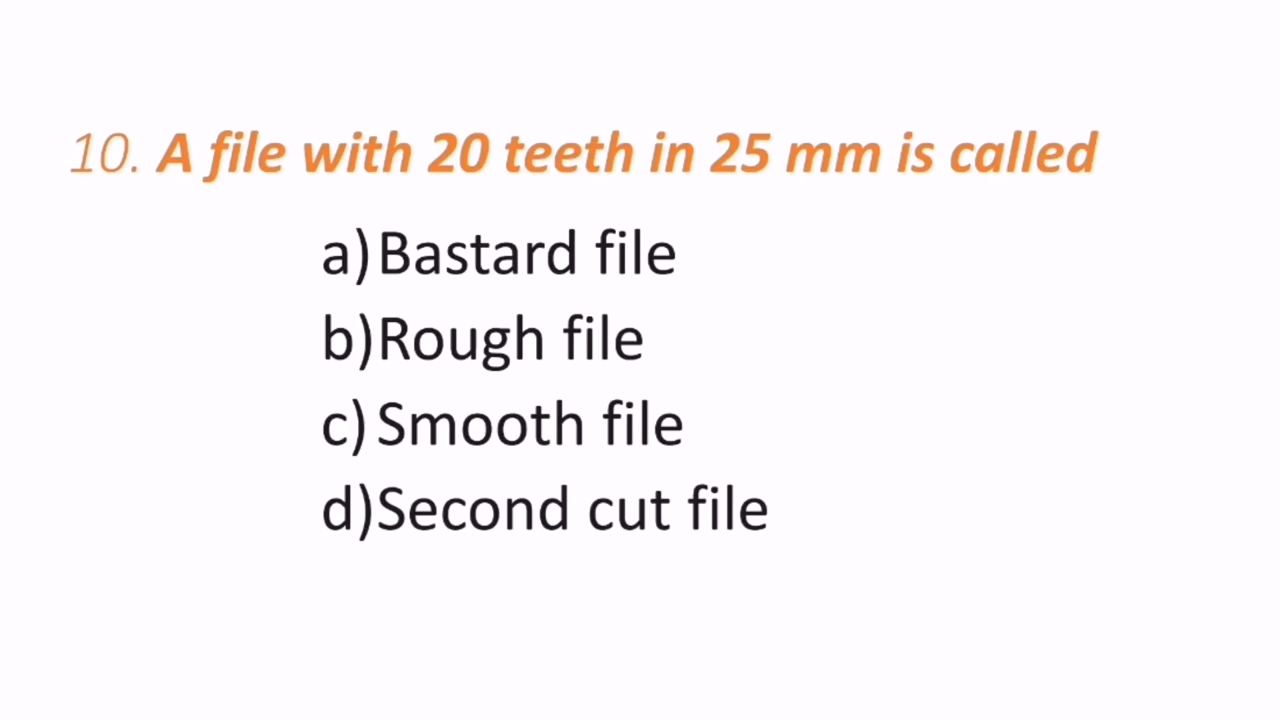 10. A file with 20 teeth in 25 mm is called
a) Bastard file
b) Rough file
c) Smooth file
d) Second cut file